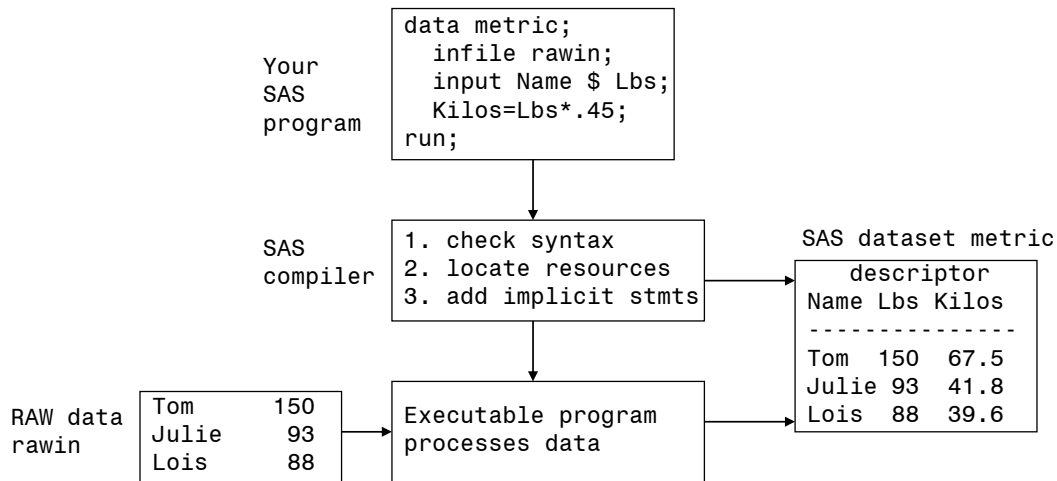 Your
SAS
program
data metric;
infile rawin;
input Name $ Lbs;
Kilos=Lbs*.45;
run;
SAS
compiler
1. check syntax
2. locate resources
3. add implicit stmts
SAS dataset metric
descriptor
Name Lbs Kilos
---------------
Tom 150 67.5
Julie 93 41.8
Lois 88 39.6
RAW data
rawin
Tom 150
Julie 93
Lois 88
Executable program
processes data